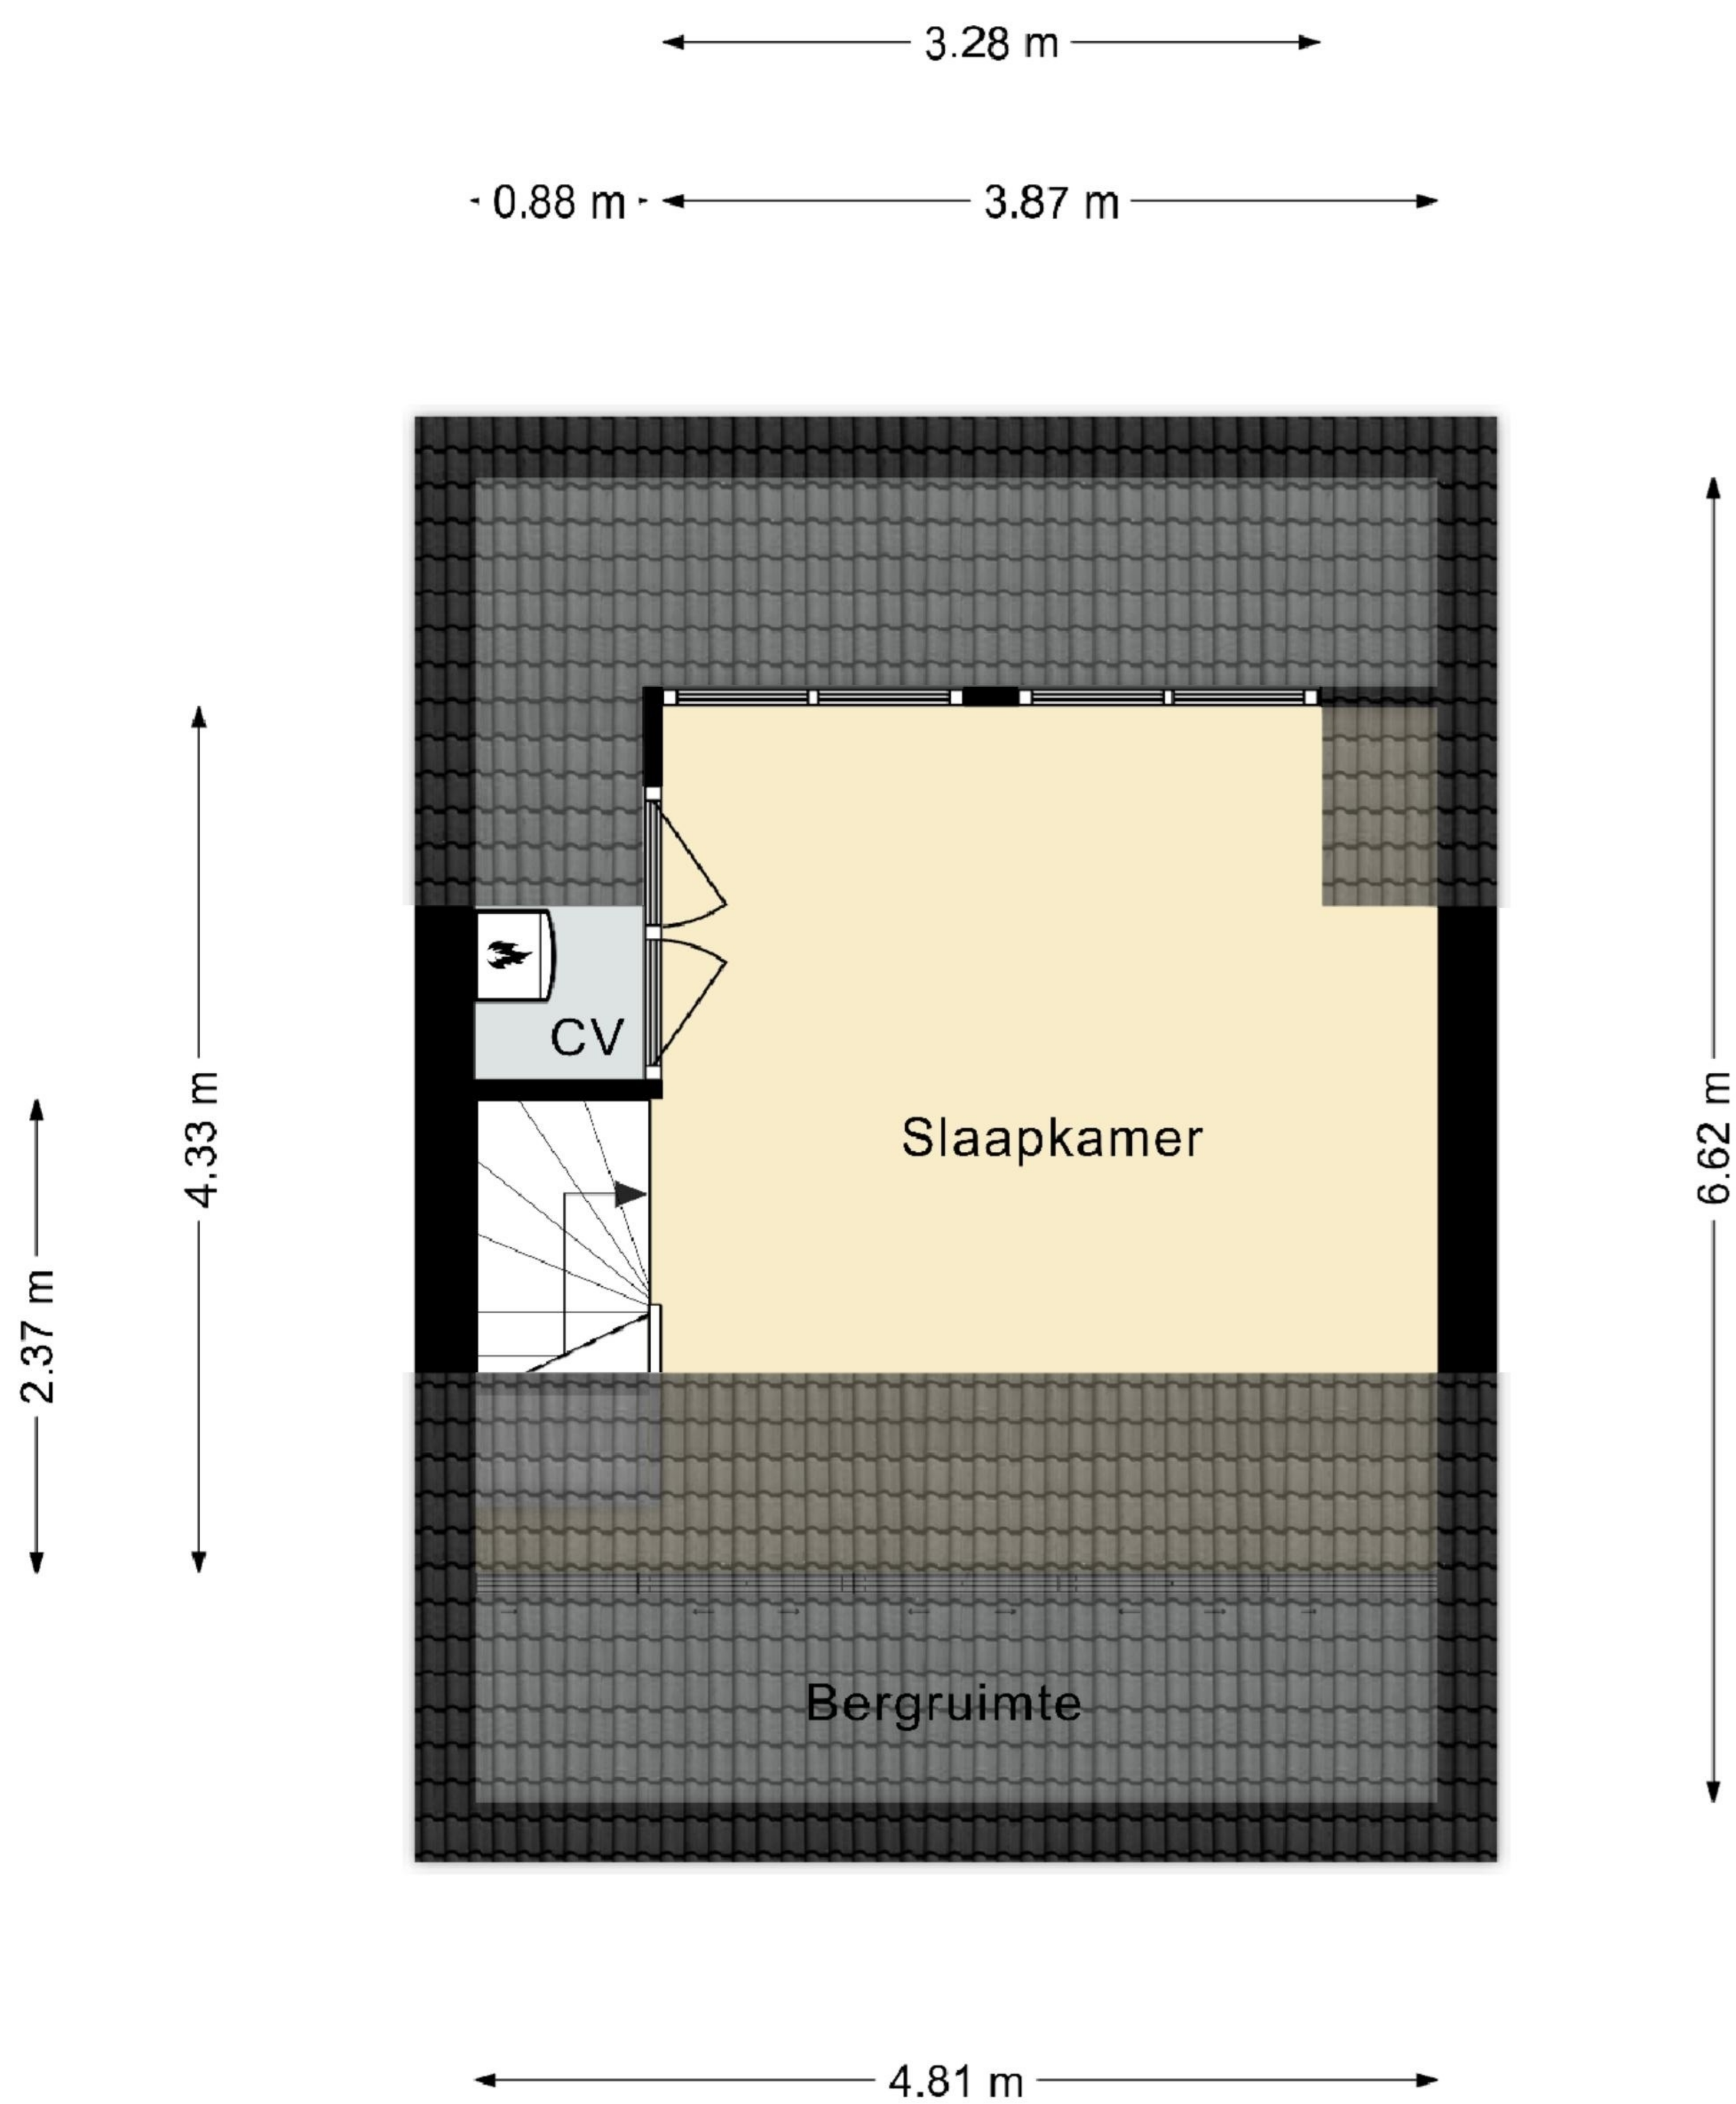 3.28 m
0.88 m
3.87 m
4.33 m
2.37 m
6.62 m
CV
Slaapkamer
Bergruimte
4.81 m